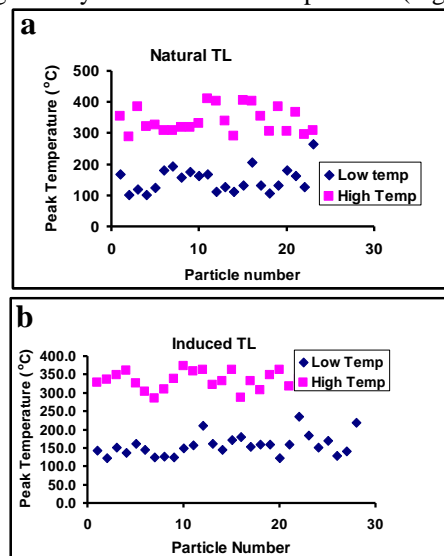 a
Natural TL
500
400
300
200
100
0
Peak Temperature (°C)
0 10 20 30
Particle number
Low temp
High Temp
b
Induced TL
400.0
350.0
300.0
250.0
200.0
150.0
100.0
50.0
0.0
Peak Temperature (°C)
0 10 20 30
Particle Number
Low Temp
High Temp